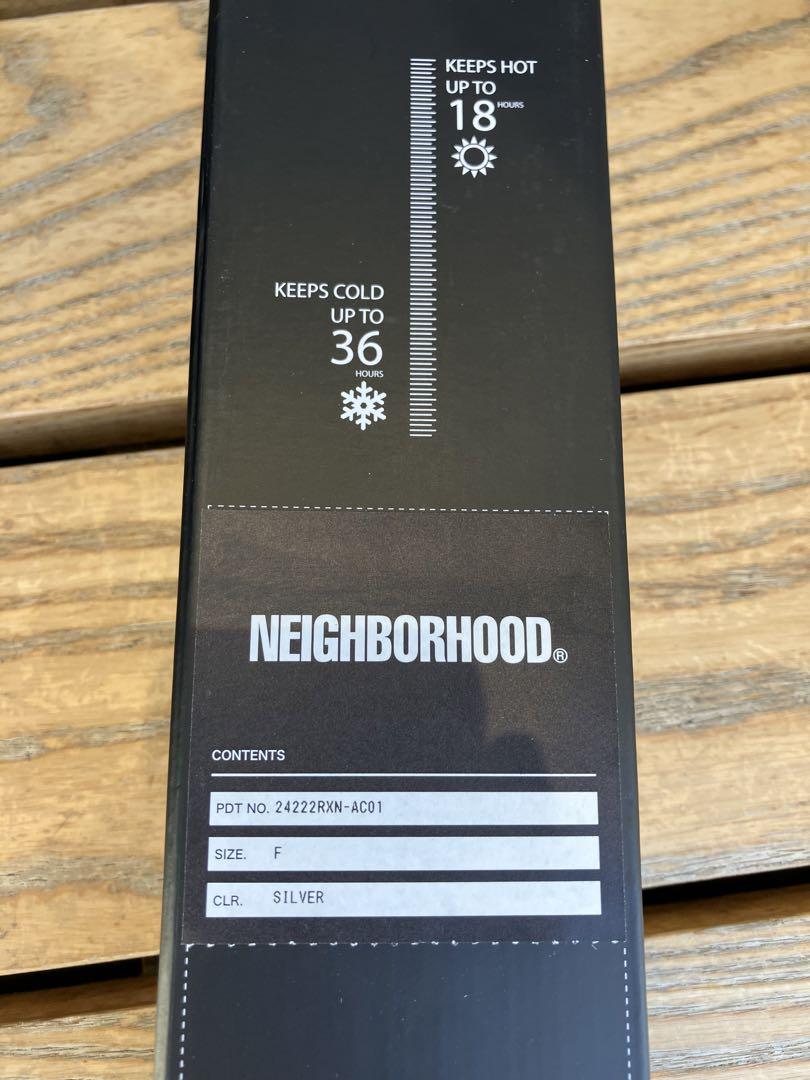 KEEPS HOT
UP TO
18 HOURS
KEEPS COLD
UP TO
36
HOURS
NEIGHBORHOOD®
CONTENTS
PDT NO. 24222RXN-AC01
SIZE. F
CLR. SILVER